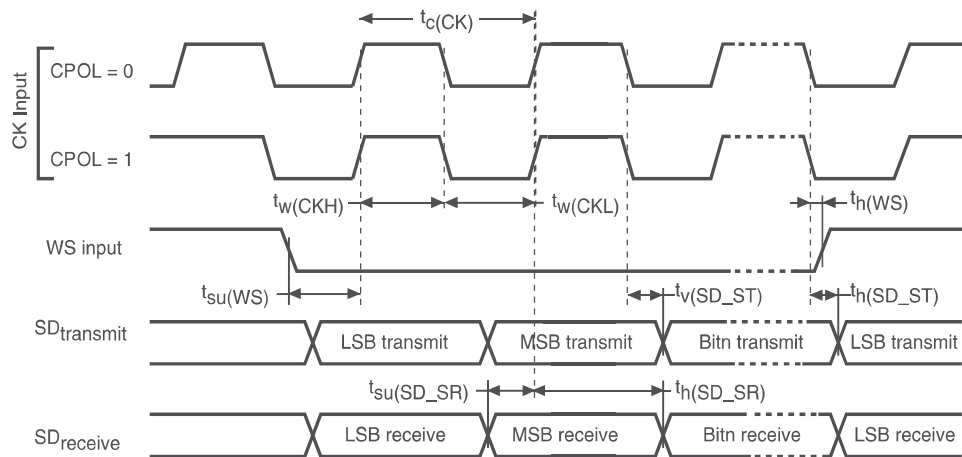 tc(CK)
CK Input
CPOL = 0
CPOL = 1
tw(CKH)
tw(CKL)
th(WS)
WS input
tsu(WS)
tv(SD_ST)
th(SD_ST)
SDtransmit
LSB transmit
MSB transmit
Bitn transmit
LSB transmit
tsu(SD_SR)
th(SD_SR)
SDreceive
LSB receive
MSB receive
Bitn receive
LSB receive